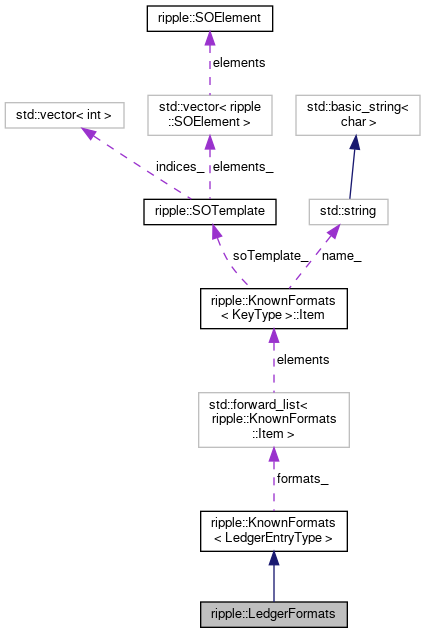 ripple::SOElement
elements
std::vector< int >
std::vector< ripple
::SOElement >
std::basic_string<
char >
indices_
elements_
ripple::SOTemplate
std::string
soTemplate_
name_
ripple::KnownFormats
< KeyType >::Item
elements
std::forward_list<
ripple::KnownFormats
::Item >
formats_
ripple::KnownFormats
< LedgerEntryType >
ripple::LedgerFormats